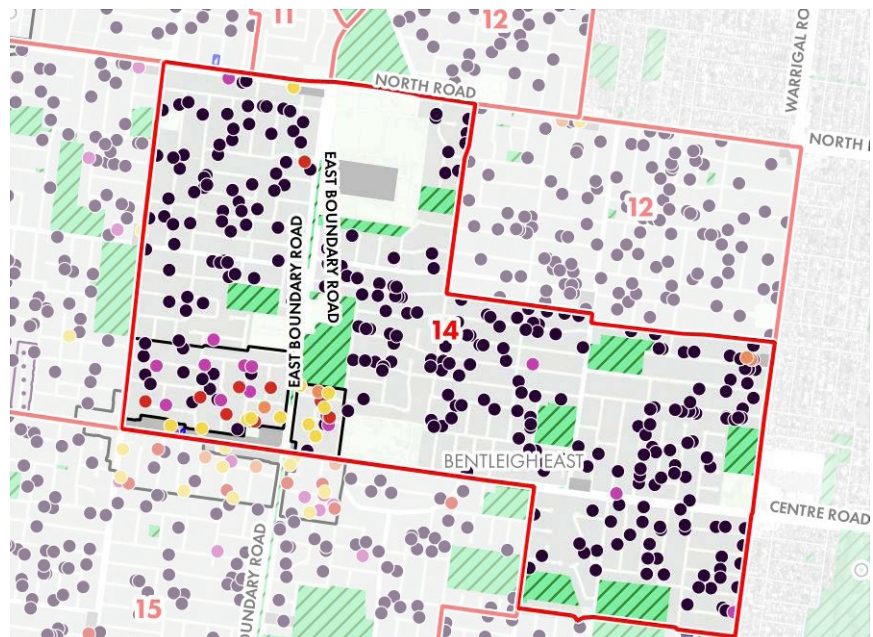 11
12
NORTH ROAD
WARRIGAL RO
NORTH
EAST BOUNDARY ROAD
EAST BOUNDARY ROAD
12
14
BENTLEIGH EAST
CENTRE ROAD
OUNDARY ROAD
15